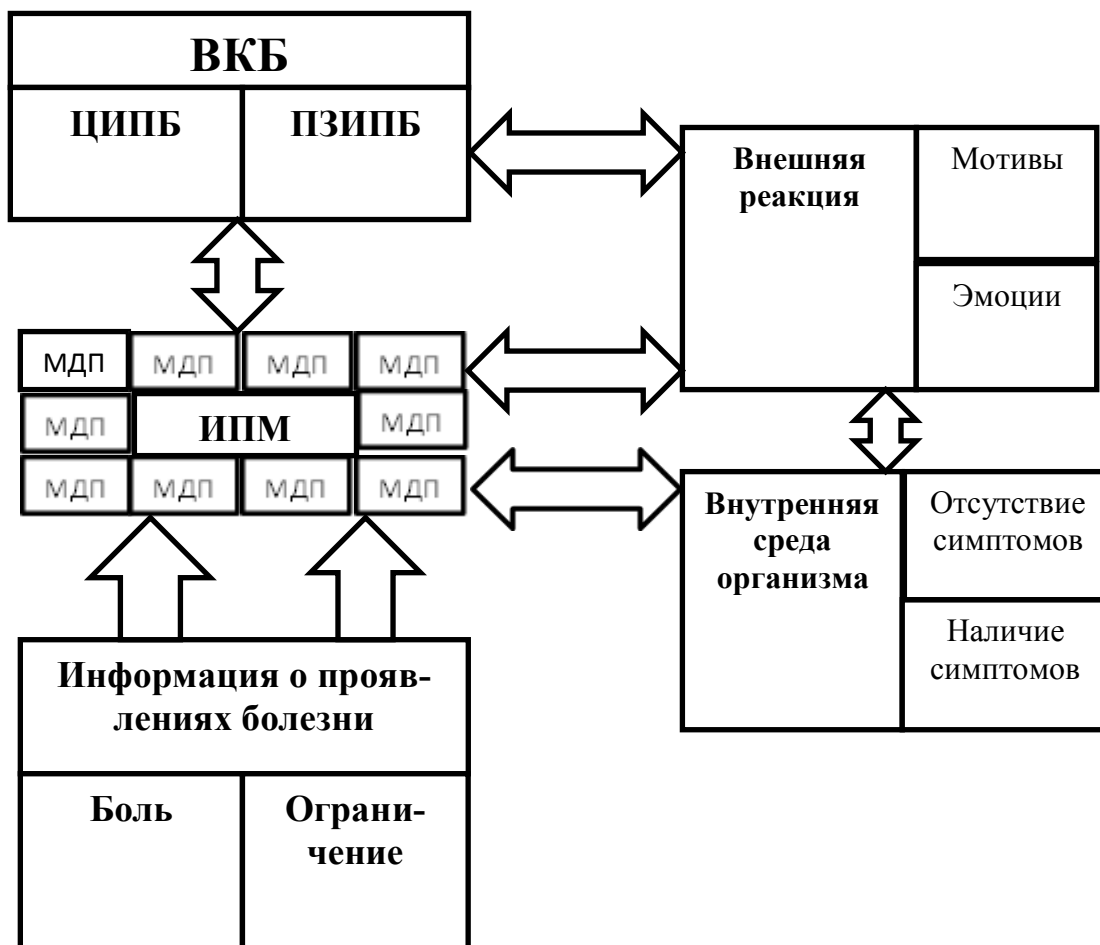 ВКБ
ЦИПБ
ПЗИПБ
Внешняя
реакция
Мотивы
Эмоции
МДП
МДП
МДП
МДП
МДП
ИПМ
МДП
МДП
МДП
МДП
МДП
Внутренняя
среда
организма
Отсутствие
симптомов
Наличие
симптомов
Информация о прояв-
лениях болезни
Боль
Ограни-
чение